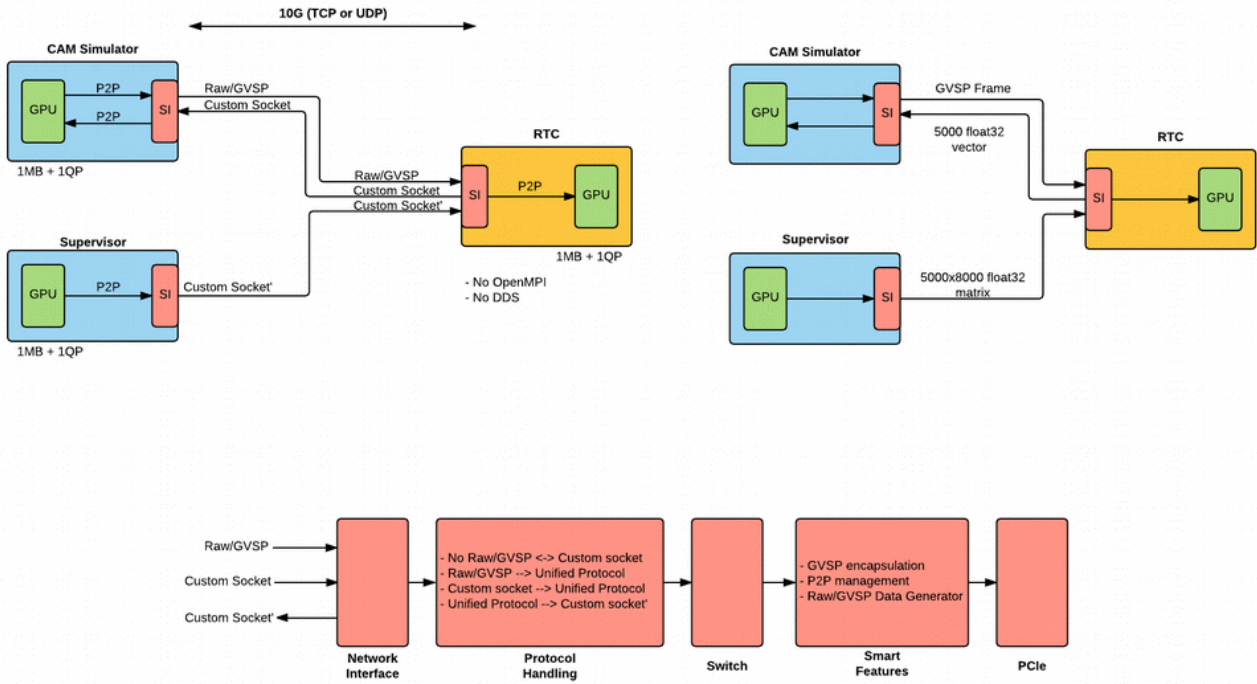 10G (TCP or UDP)
CAM Simulator
GPU
P2P
P2P
SI
1MB + 1QP
Raw/GVSP
Custom Socket
Supervisor
GPU
P2P
SI
Custom Socket'
1MB + 1QP
Raw/GVSP
Custom Socket
Custom Socket'
RTC
SI
P2P
GPU
1MB + 1QP
- No OpenMPI
- No DDS
CAM Simulator
GPU
SI
GVSP Frame
5000 float32
vector
Supervisor
GPU
SI
5000x8000 float32
matrix
RTC
SI
GPU
Raw/GVSP
Custom Socket
Custom Socket'
Network
Interface
- No Raw/GVSP <-> Custom socket
- Raw/GVSP --> Unified Protocol
- Custom socket --> Unified Protocol
- Unified Protocol --> Custom socket'
Protocol
Handling
Switch
- GVSP encapsulation
- P2P management
- Raw/GVSP Data Generator
Smart
Features
PCIe